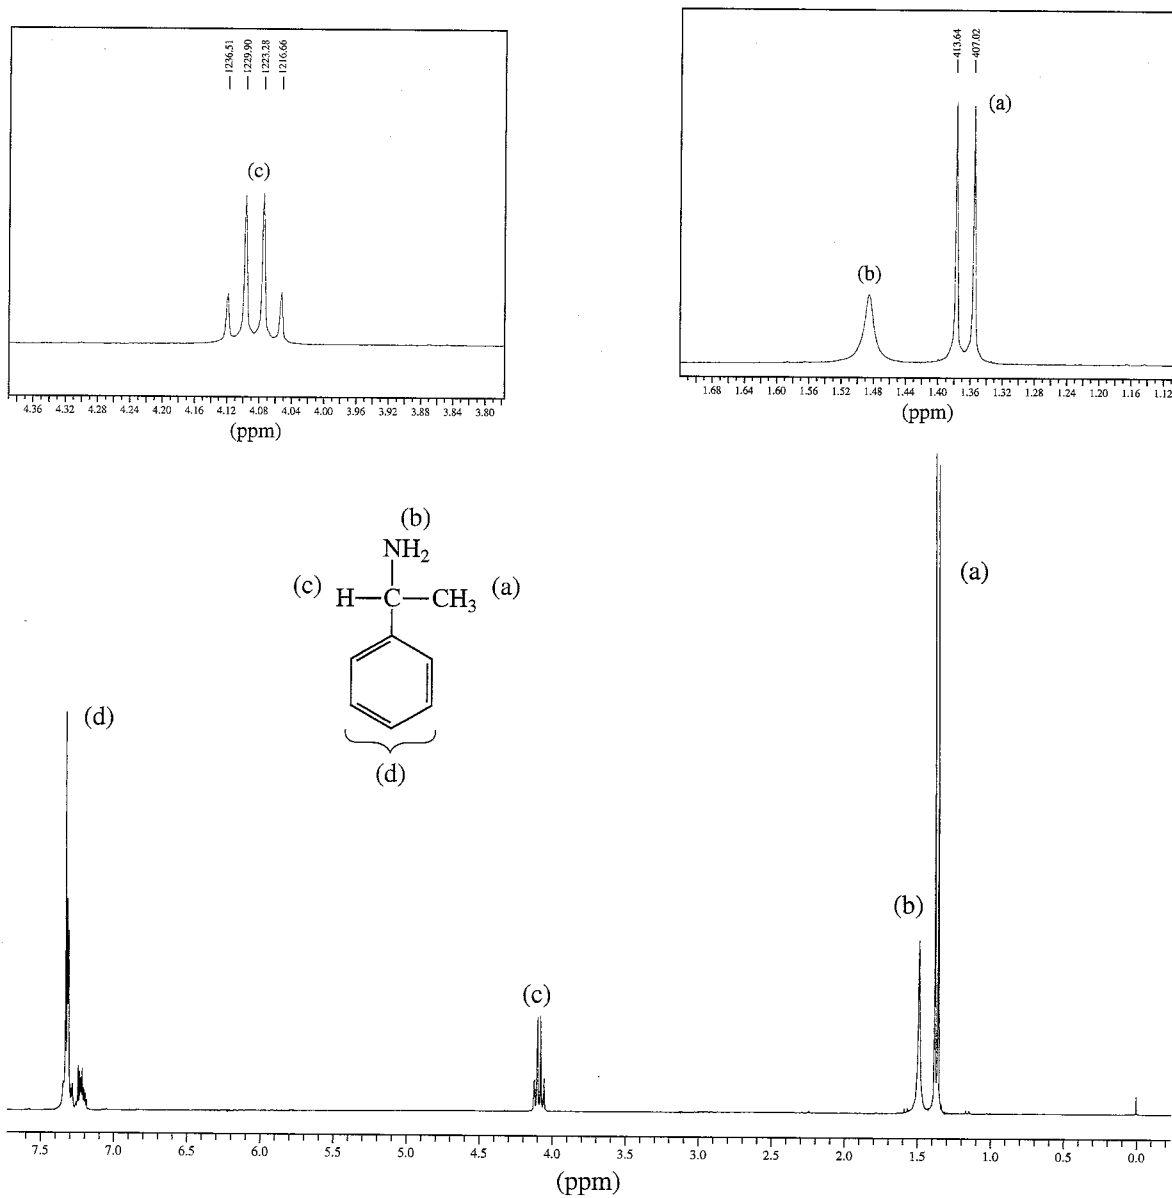 1236.51
1229.90
1223.28
1216.66
(c)
4.36 4.32 4.28 4.24 4.20 4.16 4.12 4.08 4.04 4.00 3.96 3.92 3.88 3.84 3.80
(ppm)
413.64
407.02
(a)
(b)
1.68 1.64 1.60 1.56 1.52 1.48 1.44 1.40 1.36 1.32 1.28 1.24 1.20 1.16 1.12
(ppm)
(b)
NH2
(c) H C CH3 (a)
(d)
(d)
(c)
(b)
(a)
7.5 7.0 6.5 6.0 5.5 5.0 4.5 4.0 3.5 3.0 2.5 2.0 1.5 1.0 0.5 0.0
(ppm)